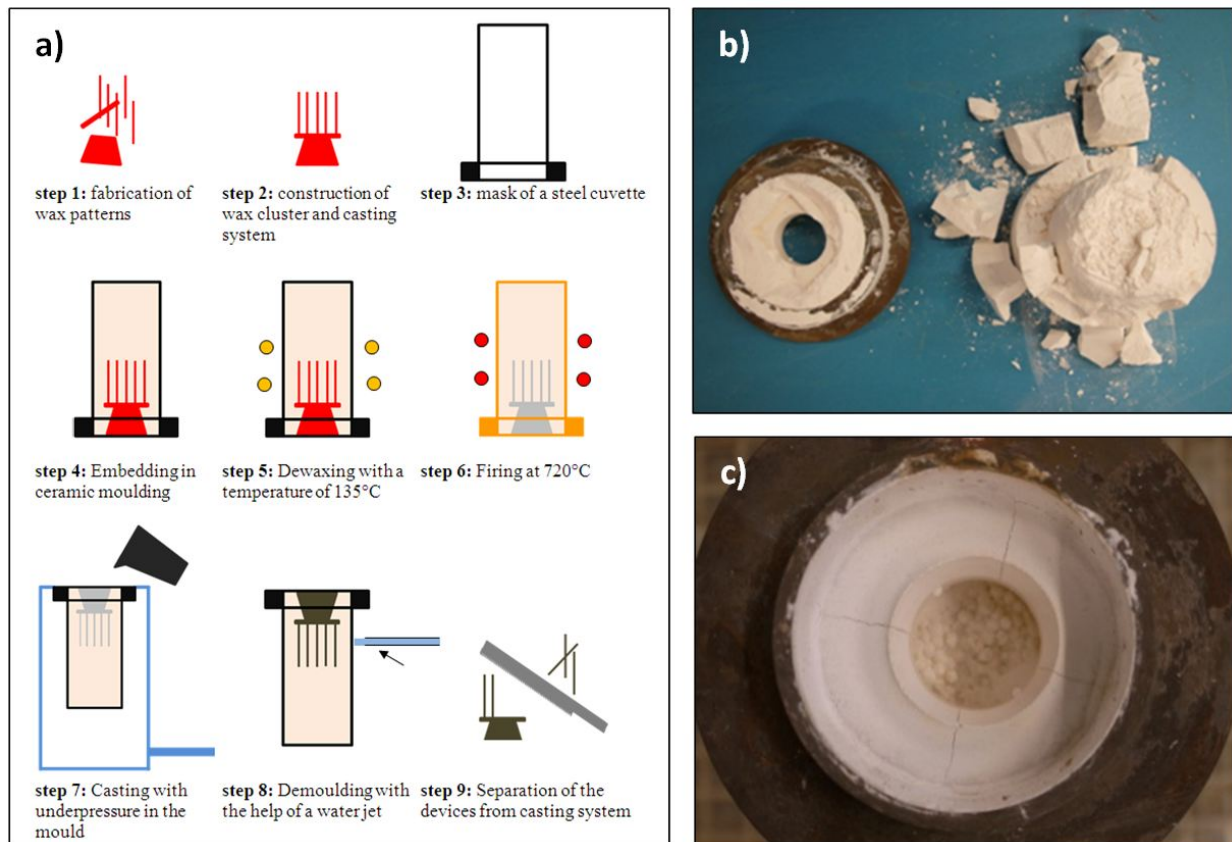 a)
step 1: fabrication of
wax patterns
step 2: construction of
wax cluster and casting
system
step 3: mask of a steel cuvette
step 4: Embedding in
ceramic moulding
step 5: Dewaxing with a
temperature of 135°C
step 6: Firing at 720°C
step 7: Casting with
underpressure in the
mould
step 8: Demoulding with
the help of a water jet
step 9: Separation of the
devices from casting system
b)
c)